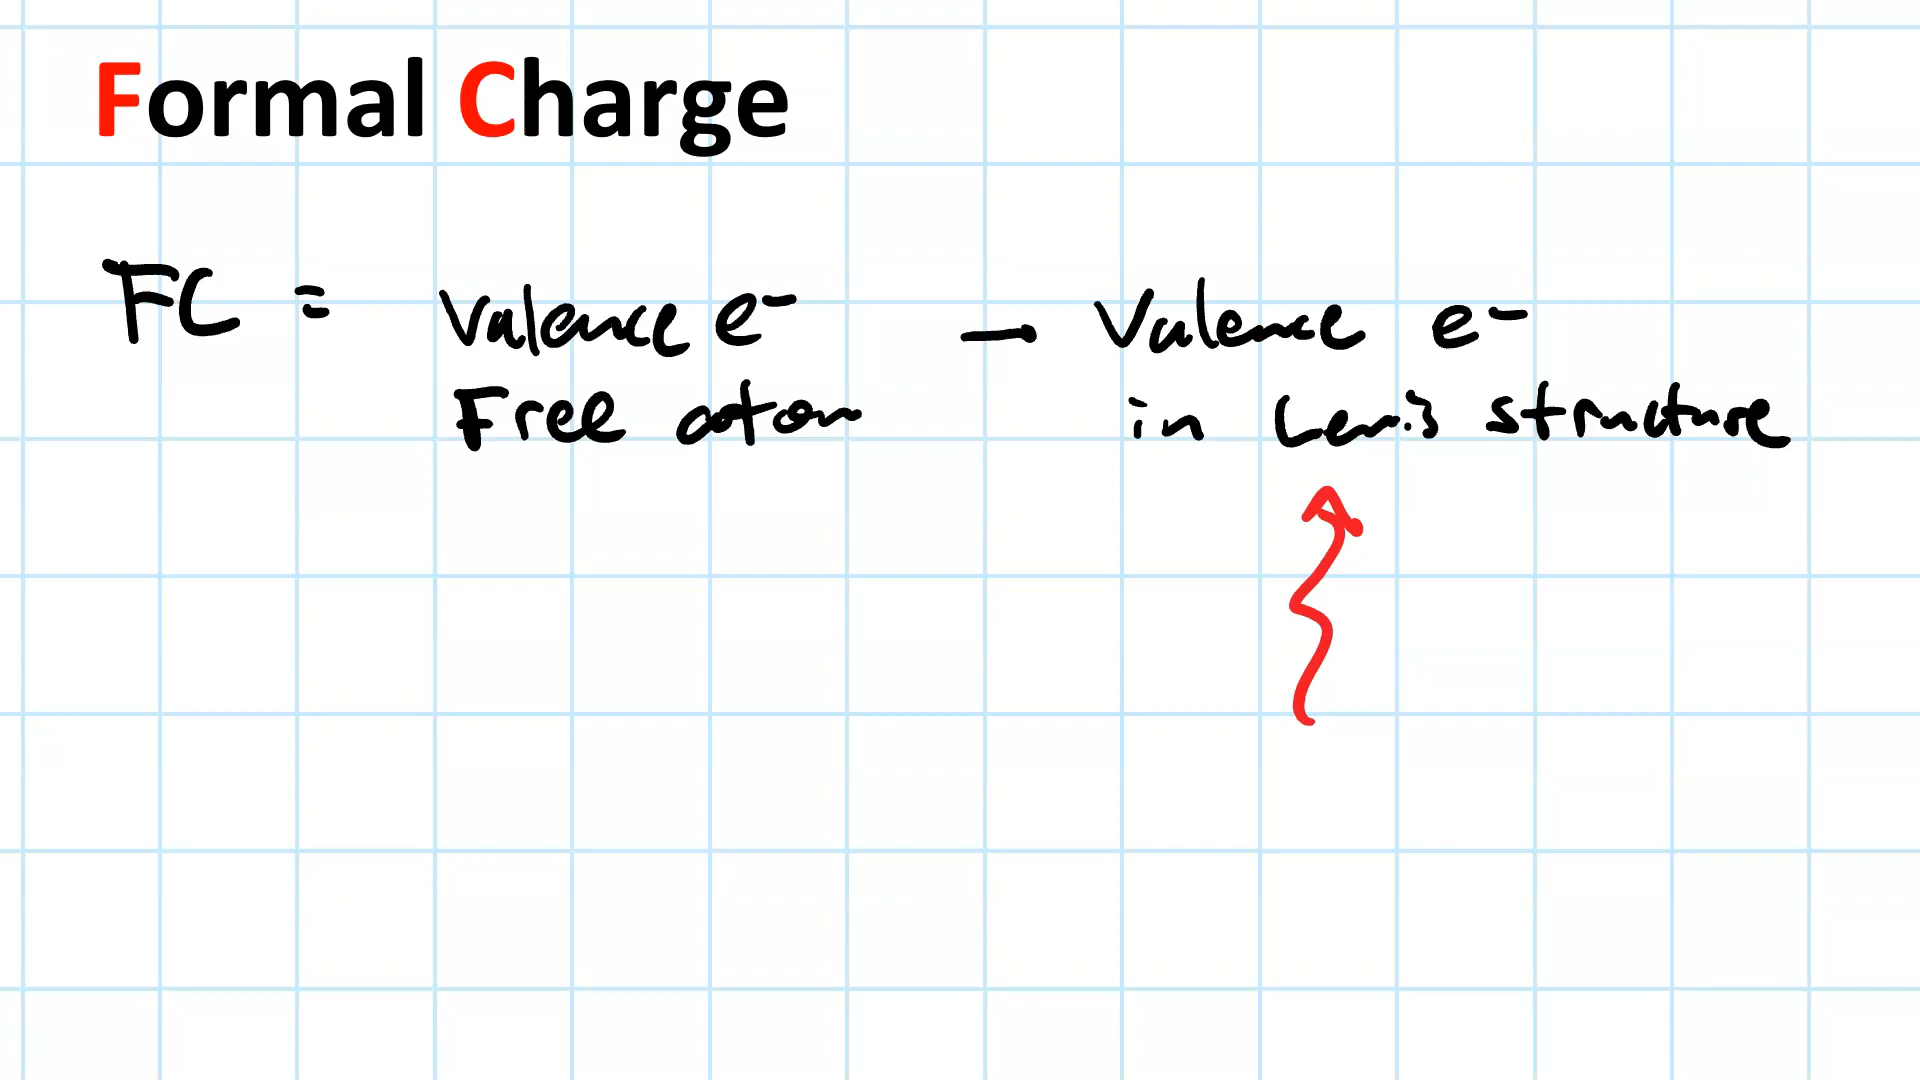 Formal Charge
FC = Valence e⁻ — Valence e⁻
Free atom in Lewis structure